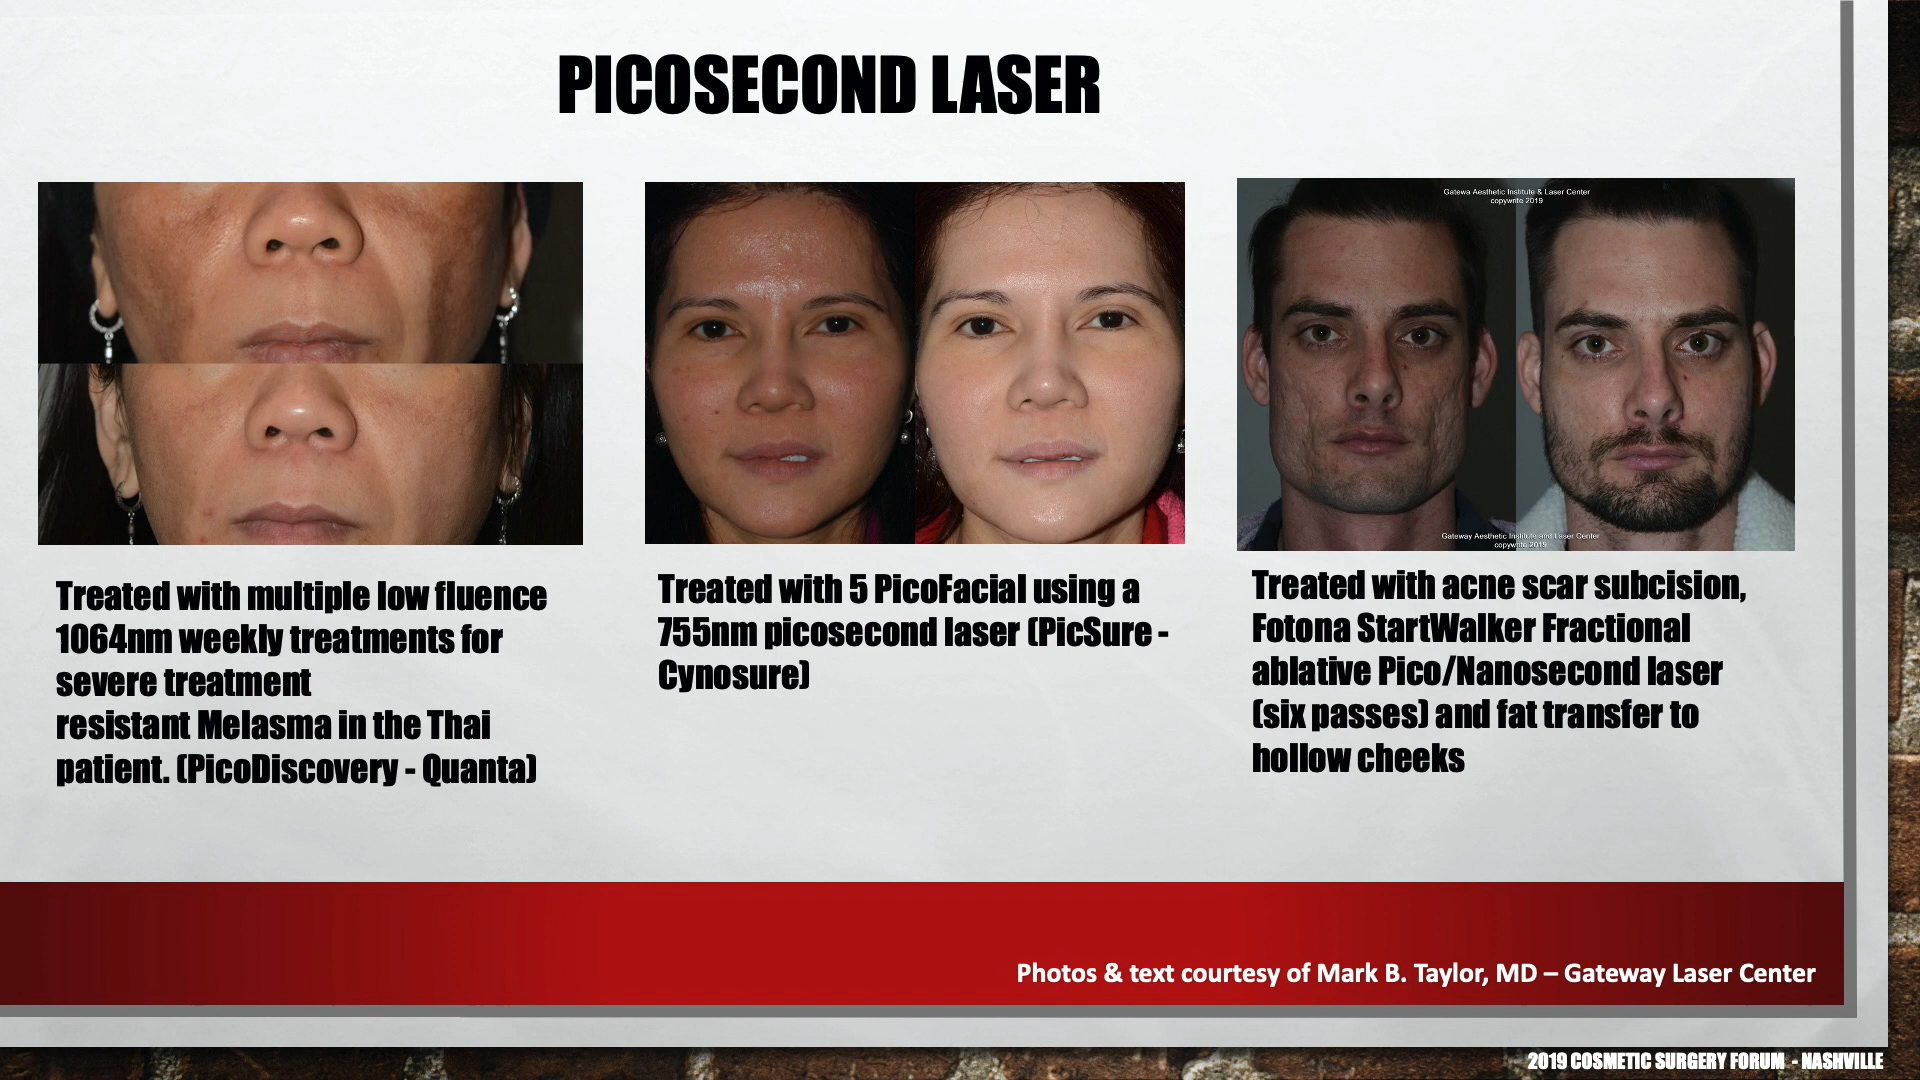 PICOSECOND LASER
Gatewa Aesthetic Institute & Laser Center
copywrite 2019
Gateway Aesthetic Institute and Laser Center
copywrite 2019
Treated with multiple low fluence
1064nm weekly treatments for
severe treatment
resistant Melasma in the Thai
patient. (PicoDiscovery - Quanta)
Treated with 5 PicoFacial using a
755nm picosecond laser (PicSure -
Cynosure)
Treated with acne scar subcision,
Fotona StartWalker Fractional
ablative Pico/Nanosecond laser
(six passes) and fat transfer to
hollow cheeks
Photos & text courtesy of Mark B. Taylor, MD – Gateway Laser Center
2019 COSMETIC SURGERY FORUM - NASHVILLE